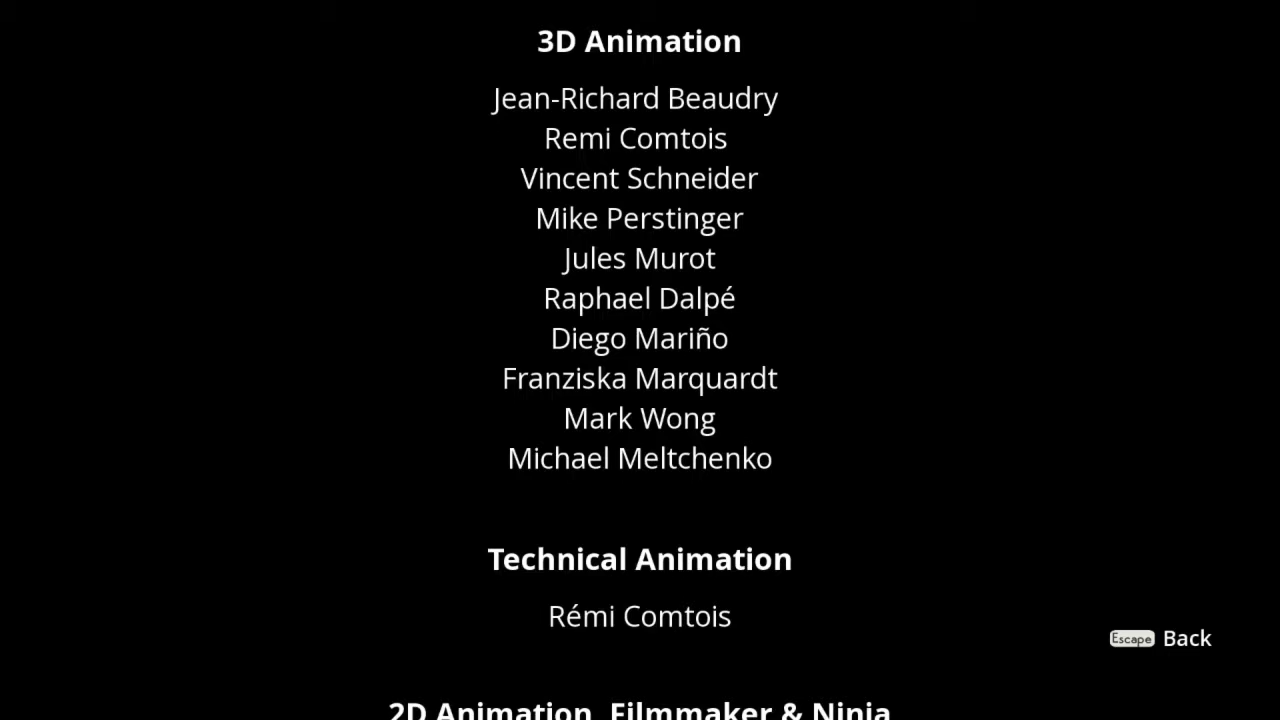 3D Animation
Jean-Richard Beaudry
Remi Comtois
Vincent Schneider
Mike Perstinger
Jules Murot
Raphael Dalpé
Diego Mariño
Franziska Marquardt
Mark Wong
Michael Meltchenko
Technical Animation
Rémi Comtois
Escape Back
2D Animation, Filmmaker & Ninja